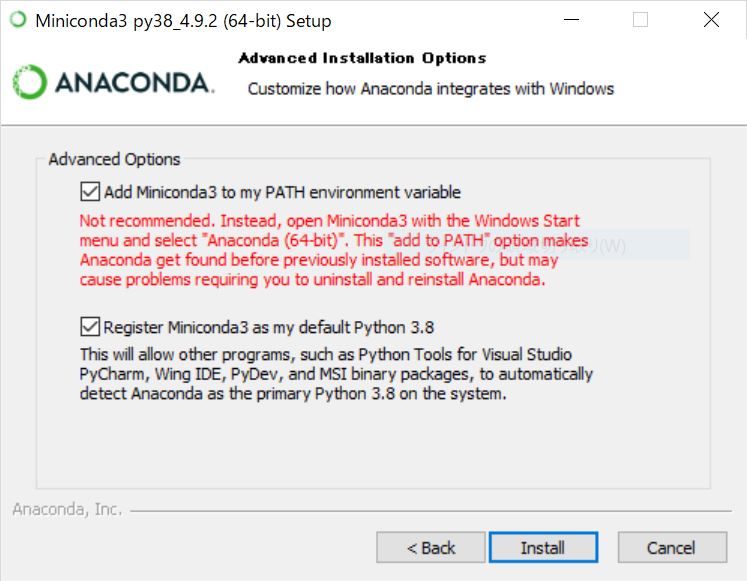 Miniconda3 py38_4.9.2 (64-bit) Setup
Advanced Installation Options
ANACONDA.
Customize how Anaconda integrates with Windows
Advanced Options
Add Miniconda3 to my PATH environment variable
Not recommended. Instead, open Miniconda3 with the Windows Start
menu and select "Anaconda (64-bit)". This "add to PATH" option makes
Anaconda get found before previously installed software, but may
cause problems requiring you to uninstall and reinstall Anaconda.
(W)
Register Miniconda3 as my default Python 3.8
This will allow other programs, such as Python Tools for Visual Studio
PyCharm, Wing IDE, PyDev, and MSI binary packages, to automatically
detect Anaconda as the primary Python 3.8 on the system.
Anaconda, Inc.
< Back
Install
Cancel